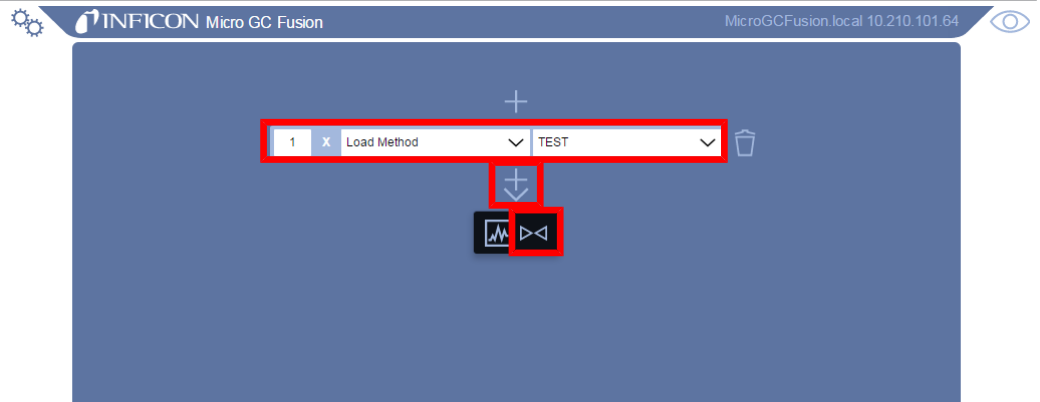 INFICON Micro GC Fusion
MicroGCFusion.local 10.210.101.64
1 X Load Method TEST